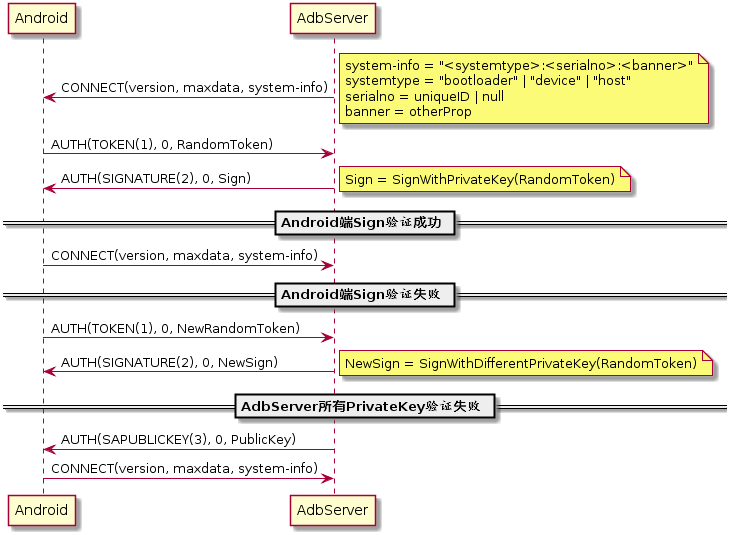 Android
AdbServer
system-info = "<systemtype>:<serialno>:<banner>"
systemtype = "bootloader" | "device" | "host"
serialno = uniqueID | null
banner = otherProp
CONNECT(version, maxdata, system-info)
AUTH(TOKEN(1), 0, RandomToken)
AUTH(SIGNATURE(2), 0, Sign)
Sign = SignWithPrivateKey(RandomToken)
Android端Sign验证成功
CONNECT(version, maxdata, system-info)
Android端Sign验证失败
AUTH(TOKEN(1), 0, NewRandomToken)
AUTH(SIGNATURE(2), 0, NewSign)
NewSign = SignWithDifferentPrivateKey(RandomToken)
AdbServer所有PrivateKey验证失败
AUTH(SAPUBLICKEY(3), 0, PublicKey)
CONNECT(version, maxdata, system-info)
Android
AdbServer